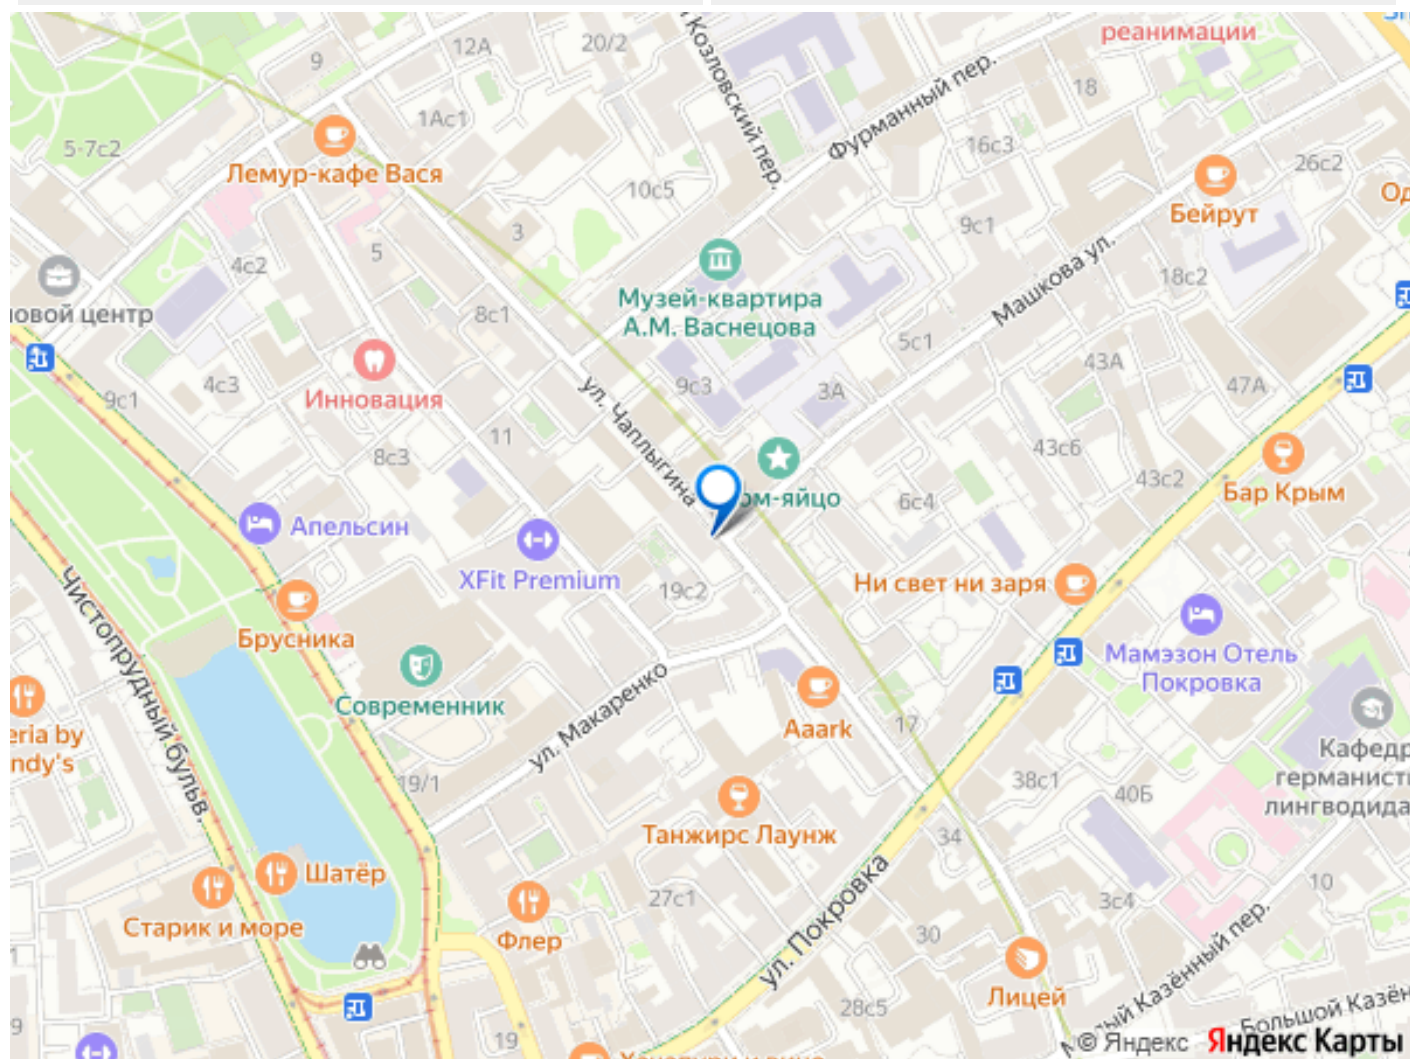 реанимации
20/2
12А
9
18
1Ас1
Козловский пер.
Фурманный пер.
5-7с2
16с3
26с2
Лемур-кафе Вася
10с5
Бейрут
9с1
3
5
4с2
18с2
Музей-квартира
А.М. Васнецова
Машкова ул.
8с1
5с1
43А
47А
9с1
4с3
Инновация
9с3
3А
ул. Чаплыгина
11
8с3
43с6
43с2
Бар Крым
6с4
Апельсин
XFit Premium
19с2
Ни свет ни заря
Чистопрудный бульв.
Брусника
Мамэзон Отель
Покровка
Современник
ул. Макаренко
Aaark
17
19/1
38с1
40Б
Танжирс Лаунж
34
ул. Покровка
Шатёр
Старик и море
27с1
10
3с4
Флер
30
Лицей
28с5
19
9
Большой Казён
© Яндекс
Яндекс Карты